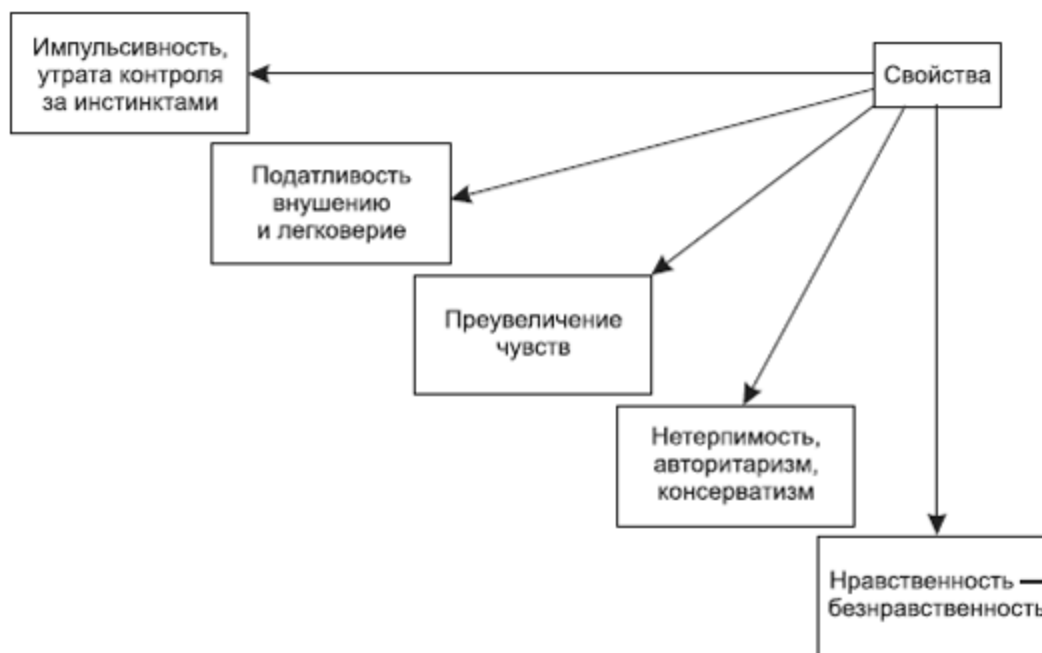 Импульсивность,
утрата контроля
за инстинктами
Свойства
Податливость
внушению
и легковерие
Преувеличение
чувств
Нетерпимость,
авторитаризм,
консерватизм
Нравственность —
безнравственность